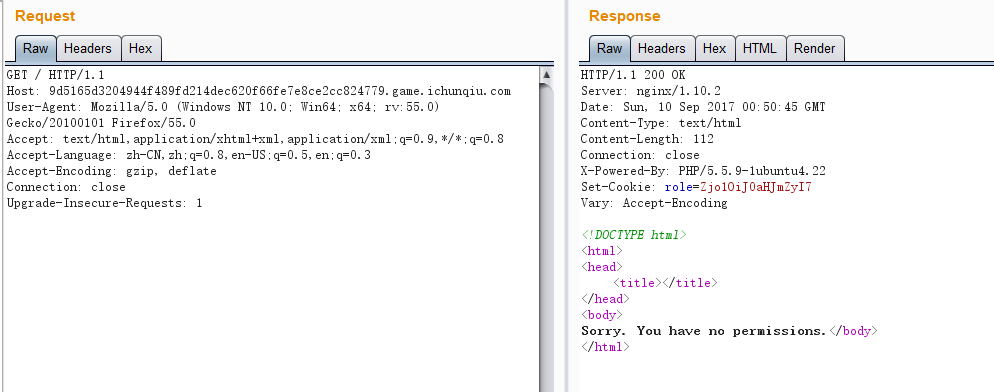 Request
Raw Headers Hex
GET / HTTP/1.1
Host: 9d5165d3204944f489fd214dec620f66fe7e8ce2cc824779.game.ichunqiu.com
User-Agent: Mozilla/5.0 (Windows NT 10.0; Win64; x64; rv:55.0)
Gecko/20100101 Firefox/55.0
Accept: text/html,application/xhtml+xml,application/xml;q=0.9,*/*;q=0.8
Accept-Language: zh-CN,zh;q=0.8,en-US;q=0.5,en;q=0.3
Accept-Encoding: gzip, deflate
Connection: close
Upgrade-Insecure-Requests: 1
Response
Raw Headers Hex HTML Render
HTTP/1.1 200 OK
Server: nginx/1.10.2
Date: Sun, 10 Sep 2017 00:50:45 GMT
Content-Type: text/html
Content-Length: 112
Connection: close
X-Powered-By: PHP/5.5.9-1ubuntu4.22
Set-Cookie: role=Zjo1OiJ0aHJmZyI7
Vary: Accept-Encoding
<!DOCTYPE html>
<html>
<head>
<title></title>
</head>
<body>
Sorry. You have no permissions.</body>
</html>